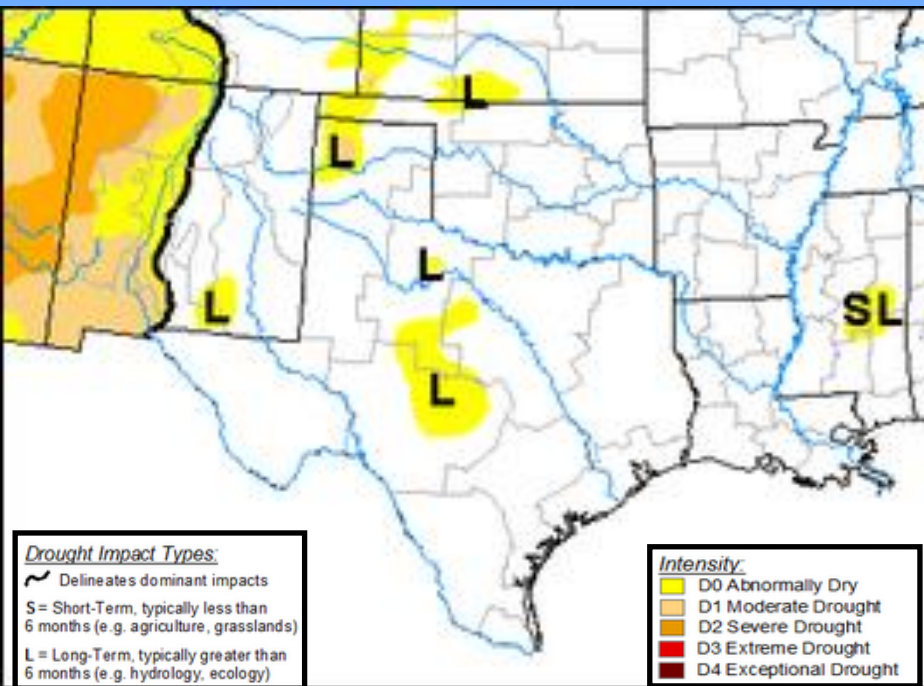 L
L
L
L
SL
L
Drought Impact Types:
Delineates dominant impacts
S = Short-Term, typically less than
6 months (e.g. agriculture, grasslands)
L = Long-Term, typically greater than
6 months (e.g. hydrology, ecology)
Intensity:
D0 Abnormally Dry
D1 Moderate Drought
D2 Severe Drought
D3 Extreme Drought
D4 Exceptional Drought